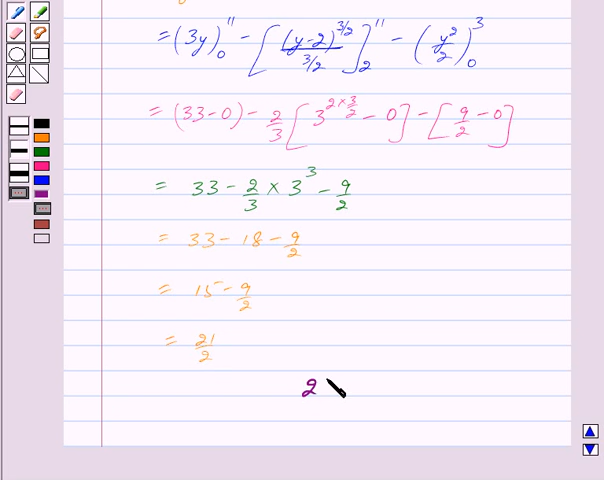 = (3y)₀¹¹ - [(y-2)^3/2 / 3/2]₂¹¹ - (y²/2)₀³
= (33-0) - 2/3 [3^2×3/2 - 0] - [9/2 - 0]
= 33 - 2/3 × 3³ - 9/2
= 33 - 18 - 9/2
= 15 - 9/2
= 21/2
2